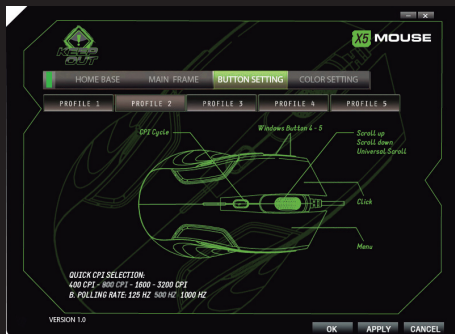 KEEP
OUT
X5 MOUSE
HOME BASE MAIN FRAME BUTTON SETTING COLOR SETTING
PROFILE 1 PROFILE 2 PROFILE 3 PROFILE 4 PROFILE 5
CPI Cycle
Windows Button 4 - 5
Scroll up
Scroll down
Universal Scroll
Click
Menu
QUICK CPI SELECTION:
400 CPI - 800 CPI - 1600 - 3200 CPI
B. POLLING RATE: 125 HZ 500 HZ 1000 HZ
VERSION 1.0
OK APPLY CANCEL